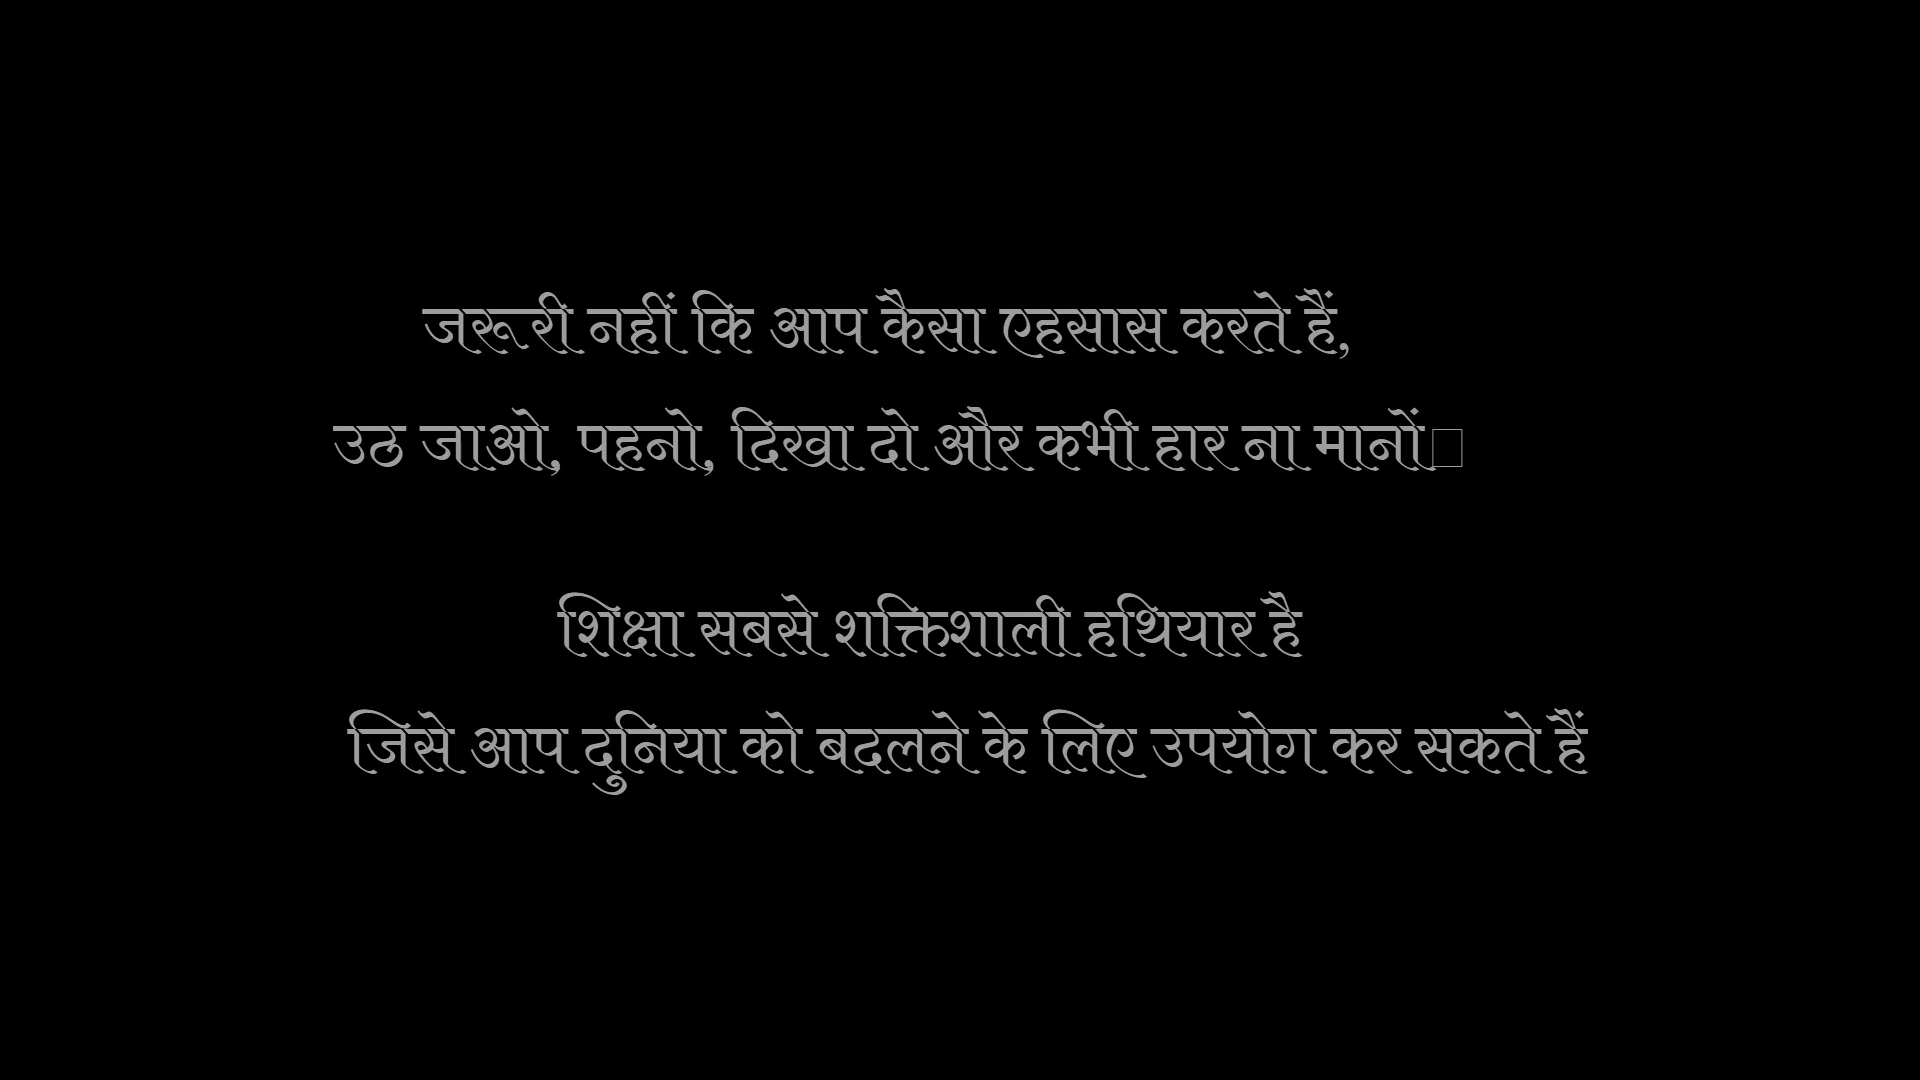 जरूरी नहीं कि आप कैसा एहसास करते हैं,
उठ जाओ, पहनो, दिखा दो और कभी हार ना मानों
शिक्षा सबसे शक्तिशाली हथियार है
जिसे आप दुनिया को बदलने के लिए उपयोग कर सकते हैं